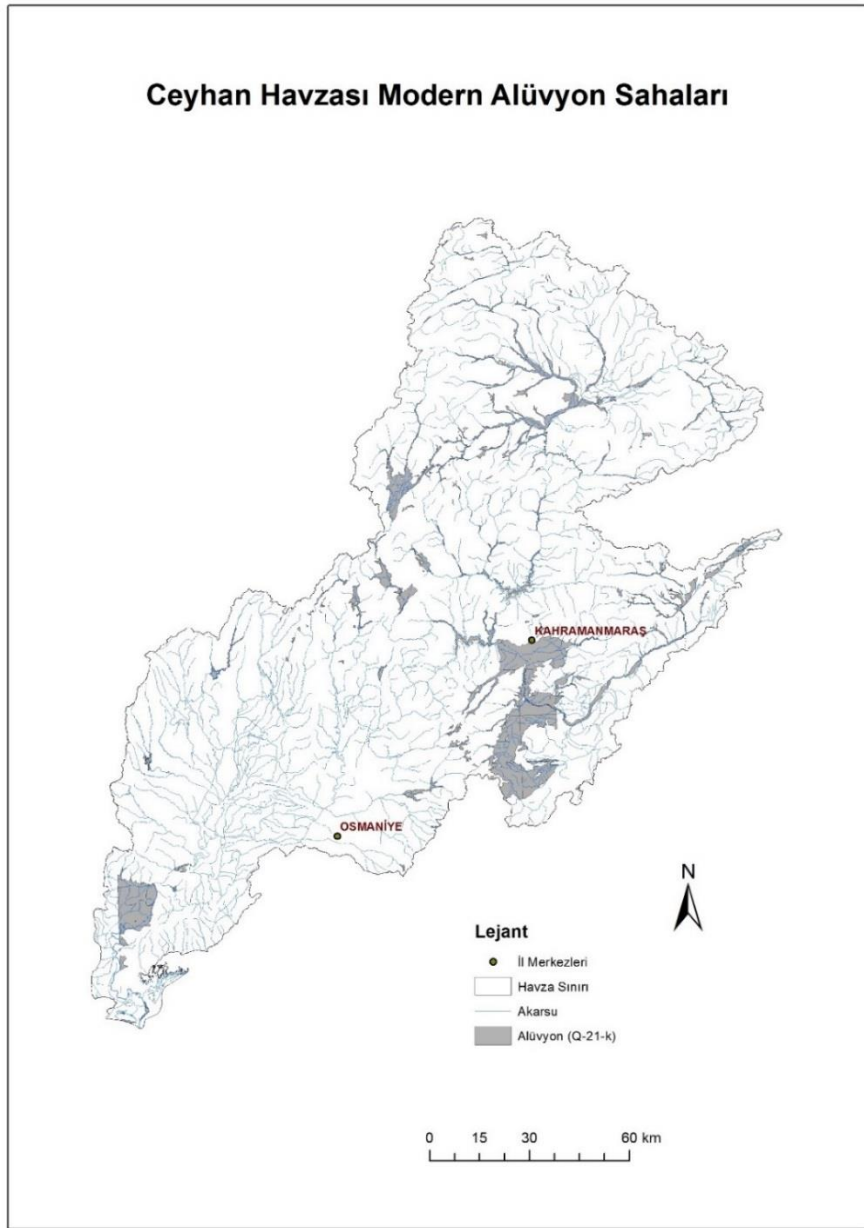 Ceyhan Havzası Modern Alüvyon Sahaları
KAHRAMANMARAŞ
OSMANİYE
N
Lejant
İl Merkezleri
Havza Sınırı
Akarsu
Alüvyon (Q-21-k)
0 15 30 60 km